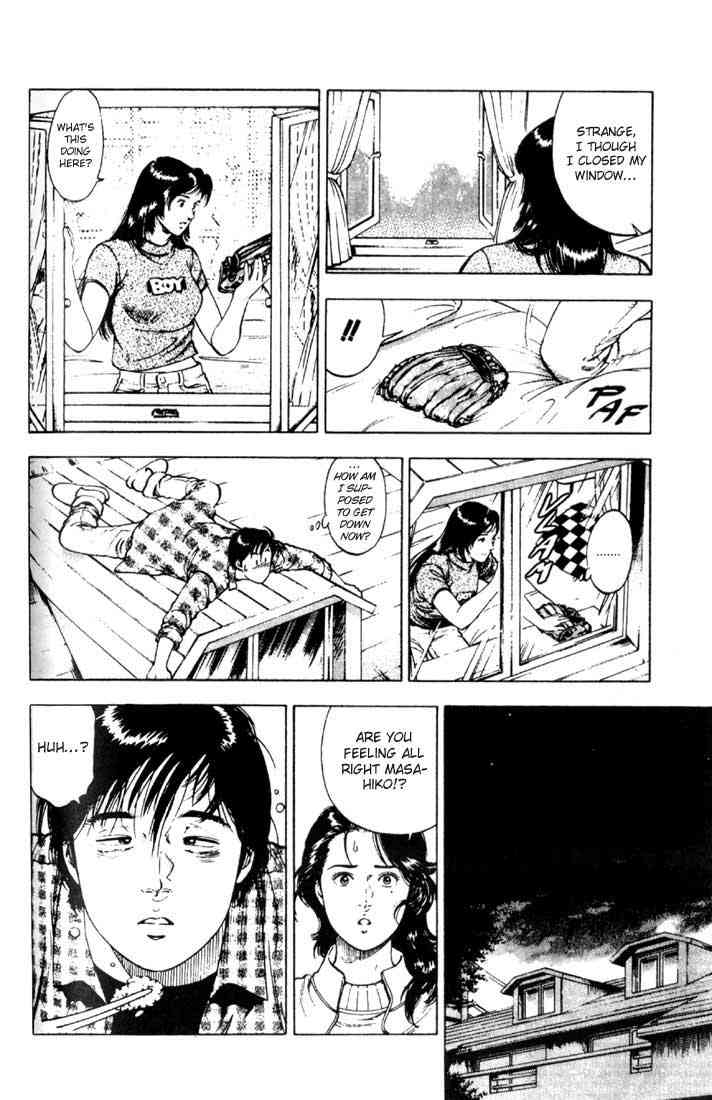 STRANGE,
I THOUGH
I CLOSED MY
WINDOW...
!!
PAF
WHAT'S
THIS
DOING
HERE?
BOY
.......
VLAM
...
HOW AM
I SUP-
POSED TO
GET
DOWN
NOW?
ARE YOU
FEELING ALL
RIGHT MASA-
HIKO!?
HUH...?